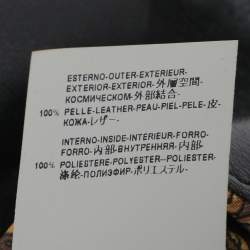 ESTERNO-OUTER-EXTERIEUR-
EXTERIOR-EXTERIOR-外層空間-
КОСМИЧЕСКОМ-外部結合-
100% PELLE-LEATHER-PEAU-PIEL-PELE-皮-
КОЖА-レザー-
INTERNO-INSIDE-INTERIEUR-FORRO-
FORRO-内部-ВНУТРЕННЯЯ-内部-
100% POLIESTERE-POLYESTER--POLIESTER-
滌綸-ПОЛИЭФИР-ポリエステル-